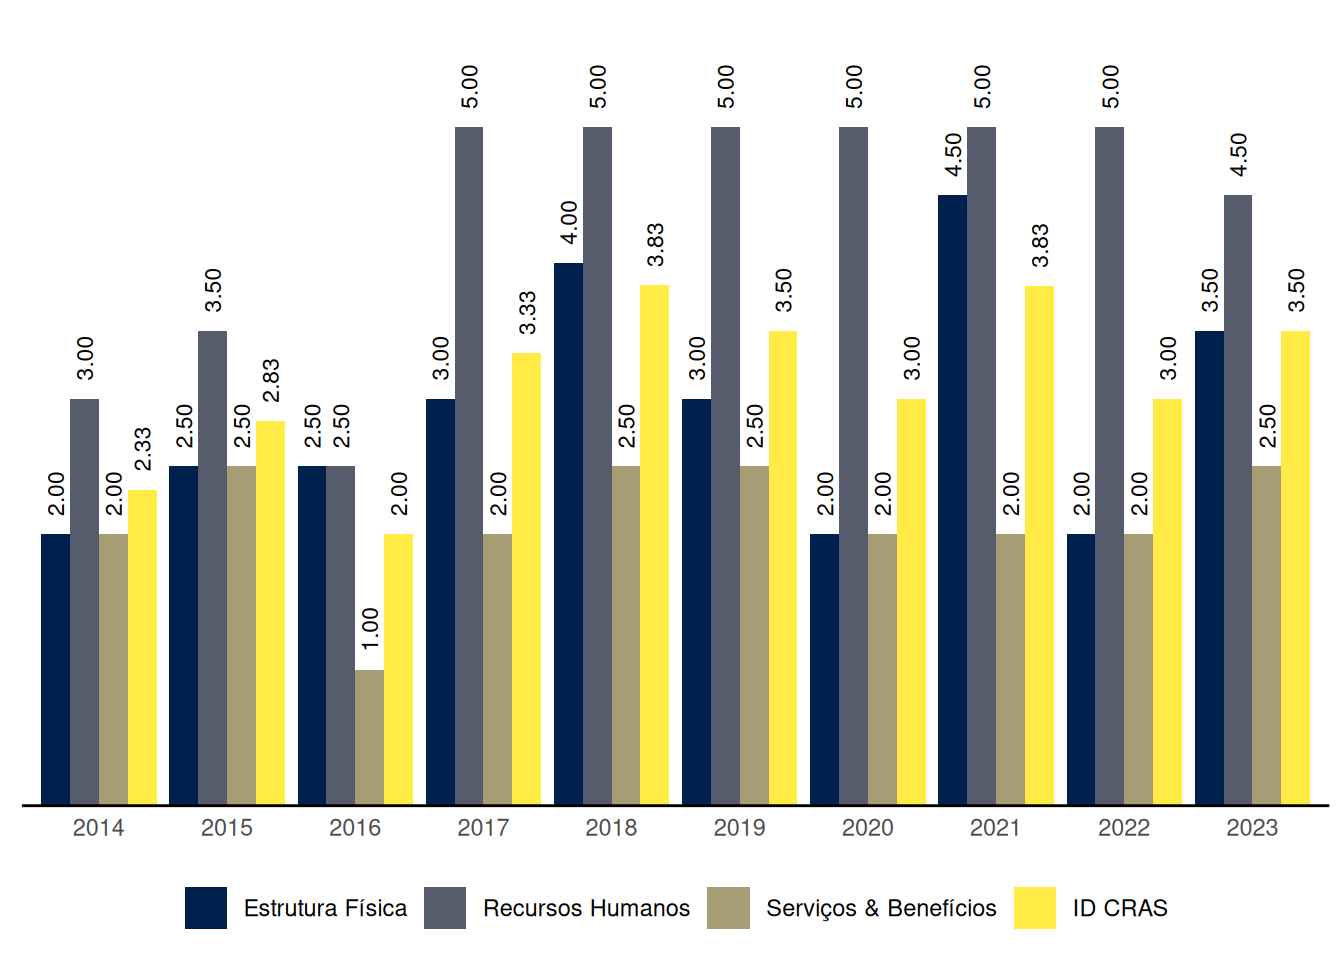 5.00 5.00 5.00 5.00 5.00 5.00
4.50 4.50
4.00 3.83 3.83
3.50 3.50 3.50 3.50
3.00 3.33 3.00 3.00 3.00 3.00
2.83
2.50 2.50 2.50 2.50 2.50 2.50 2.50
2.33
2.00 2.00 2.00 2.00 2.00 2.00 2.00 2.00 2.00
1.00
2014 2015 2016 2017 2018 2019 2020 2021 2022 2023
Estrutura Física Recursos Humanos Serviços & Benefícios ID CRAS